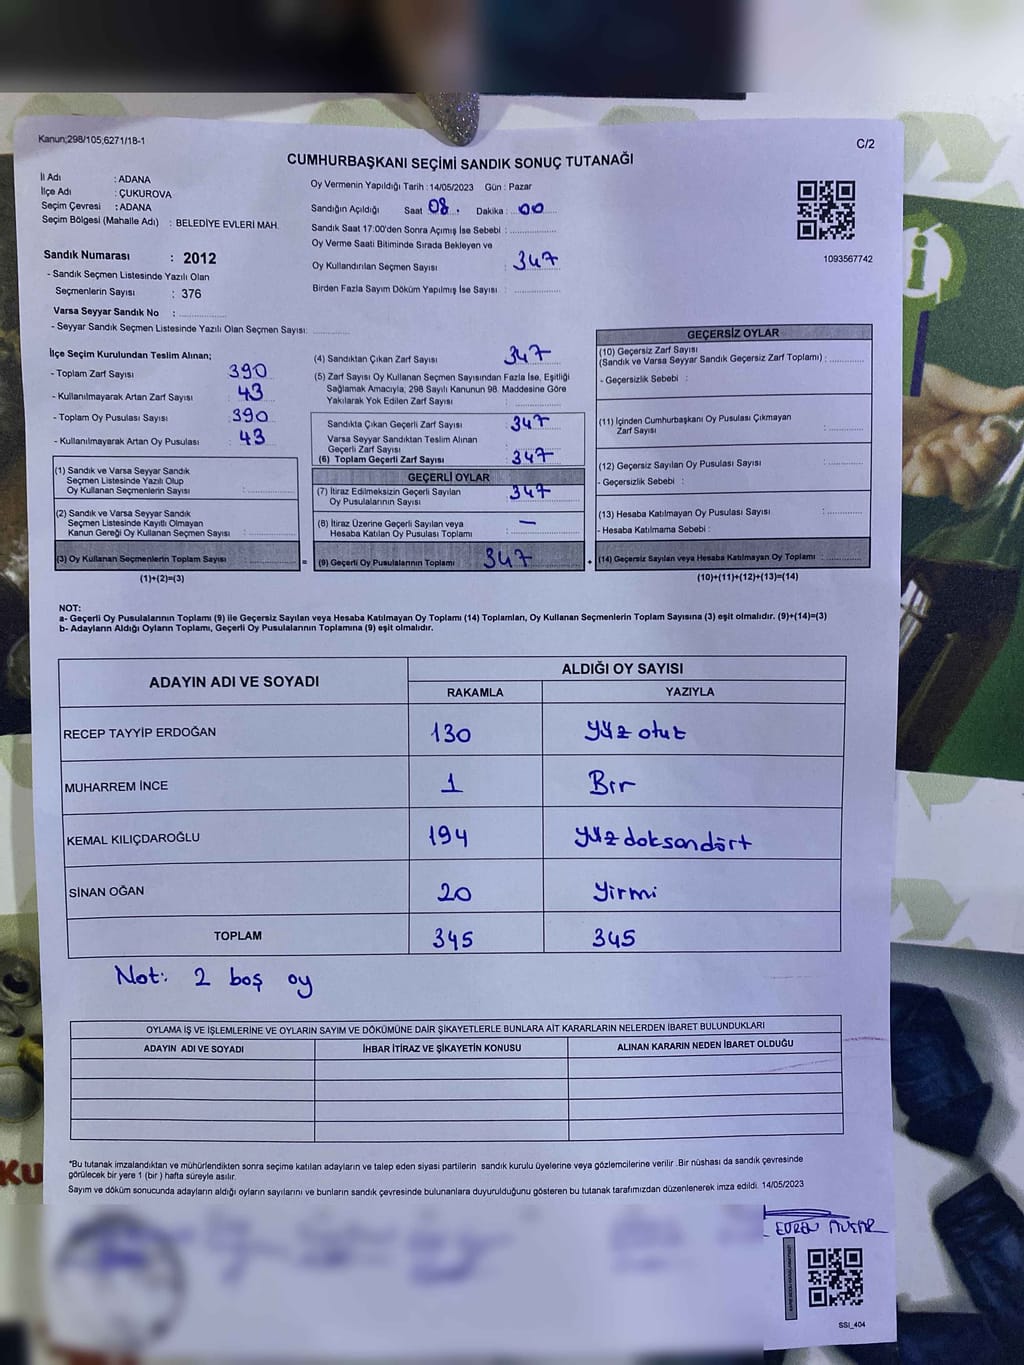 Kanun;298/105,6271/18-1
C/2
CUMHURBAŞKANI SEÇİMİ SANDIK SONUÇ TUTANAĞI
İl Adı : ADANA
İlçe Adı : ÇUKUROVA
Seçim Çevresi : ADANA
Seçim Bölgesi (Mahalle Adı) : BELEDİYE EVLERİ MAH.
Oy Vermenin Yapıldığı Tarih : 14/05/2023 Gün : Pazar
Sandığın Açıldığı Saat 08. Dakika : 00
Sandık Saat 17:00'den Sonra Açımış İse Sebebi :
Oy Verme Saati Bitiminde Sırada Bekleyen ve
Oy Kullandırılan Seçmen Sayısı : 347
Birden Fazla Sayım Döküm Yapılmış İse Sayısı :
1093567742
Sandık Numarası : 2012
- Sandık Seçmen Listesinde Yazılı Olan
Seçmenlerin Sayısı : 376
Varsa Seyyar Sandık No :
- Seyyar Sandık Seçmen Listesinde Yazılı Olan Seçmen Sayısı:
İlçe Seçim Kurulundan Teslim Alınan;
- Toplam Zarf Sayısı : 390
- Kullanılmayarak Artan Zarf Sayısı : 43
- Toplam Oy Pusulası Sayısı : 390
- Kullanılmayarak Artan Oy Pusulası : 43
(1) Sandık ve Varsa Seyyar Sandık
Seçmen Listesinde Yazılı Olup
Oy Kullanan Seçmenlerin Sayısı :
(2) Sandık ve Varsa Seyyar Sandık
Seçmen Listesinde Kayıtlı Olmayan
Kanun Gereği Oy Kullanan Seçmen Sayısı :
(3) Oy Kullanan Seçmenlerin Toplam Sayısı :
(1)+(2)=(3)
(4) Sandıktan Çıkan Zarf Sayısı : 347
(5) Zarf Sayısı Oy Kullanan Seçmen Sayısından Fazla İse, Eşitliği
Sağlamak Amacıyla, 298 Sayılı Kanunun 98. Maddesine Göre
Yakılarak Yok Edilen Zarf Sayısı :
Sandıkta Çıkan Geçerli Zarf Sayısı : 347
Varsa Seyyar Sandıktan Teslim Alınan
Geçerli Zarf Sayısı
(6) Toplam Geçerli Zarf Sayısı : 347
GEÇERLİ OYLAR
(7) İtiraz Edilmeksizin Geçerli Sayılan
Oy Pusulalarının Sayısı : 347
(8) İtiraz Üzerine Geçerli Sayılan veya
Hesaba Katılan Oy Pusulası Toplamı : —
= (9) Geçerli Oy Pusulalarının Toplamı 347
GEÇERSİZ OYLAR
(10) Geçersiz Zarf Sayısı
(Sandık ve Varsa Seyyar Sandık Geçersiz Zarf Toplamı) :
- Geçersizlik Sebebi :
(11) İçinden Cumhurbaşkanı Oy Pusulası Çıkmayan
Zarf Sayısı :
(12) Geçersiz Sayılan Oy Pusulası Sayısı :
- Geçersizlik Sebebi :
(13) Hesaba Katılmayan Oy Pusulası Sayısı :
- Hesaba Katılmama Sebebi :
+ (14) Geçersiz Sayılan veya Hesaba Katılmayan Oy Toplamı :
(10)+(11)+(12)+(13)=(14)
NOT:
a- Geçerli Oy Pusulalarının Toplamı (9) ile Geçersiz Sayılan veya Hesaba Katılmayan Oy Toplamı (14) Toplamları, Oy Kullanan Seçmenlerin Toplam Sayısına (3) eşit olmalıdır. (9)+(14)=(3)
b- Adayların Aldığı Oyların Toplamı, Geçerli Oy Pusulalarının Toplamına (9) eşit olmalıdır.
ADAYIN ADI VE SOYADI ALDIĞI OY SAYISI
RAKAMLA YAZIYLA
RECEP TAYYİP ERDOĞAN 130 Yüz otuz
MUHARREM İNCE 1 Bir
KEMAL KILIÇDAROĞLU 194 Yüzdoksandört
SİNAN OĞAN 20 Yirmi
TOPLAM 345 345
Not: 2 boş oy
OYLAMA İŞ VE İŞLEMLERİNE VE OYLARIN SAYIM VE DÖKÜMÜNE DAİR ŞİKAYETLERLE BUNLARA AİT KARARLARIN NELERDEN İBARET BULUNDUKLARI
ADAYIN ADI VE SOYADI İHBAR İTİRAZ VE ŞİKAYETİN KONUSU ALINAN KARARIN NEDEN İBARET OLDUĞU
*Bu tutanak imzalandıktan ve mühürlendikten sonra seçime katılan adayların ve talep eden siyasi partilerin sandık kurulu üyelerine veya gözlemcilerine verilir .Bir nüshası da sandık çevresinde
görülecek bir yere 1 (bir ) hafta süreyle asılır.
Sayım ve döküm sonucunda adayların aldığı oyların sayılarını ve bunların sandık çevresinde bulunanlara duyurulduğunu gösteren bu tutanak tarafımızdan düzenlenerek imza edildi. 14/05/2023
SSI_404
Ku